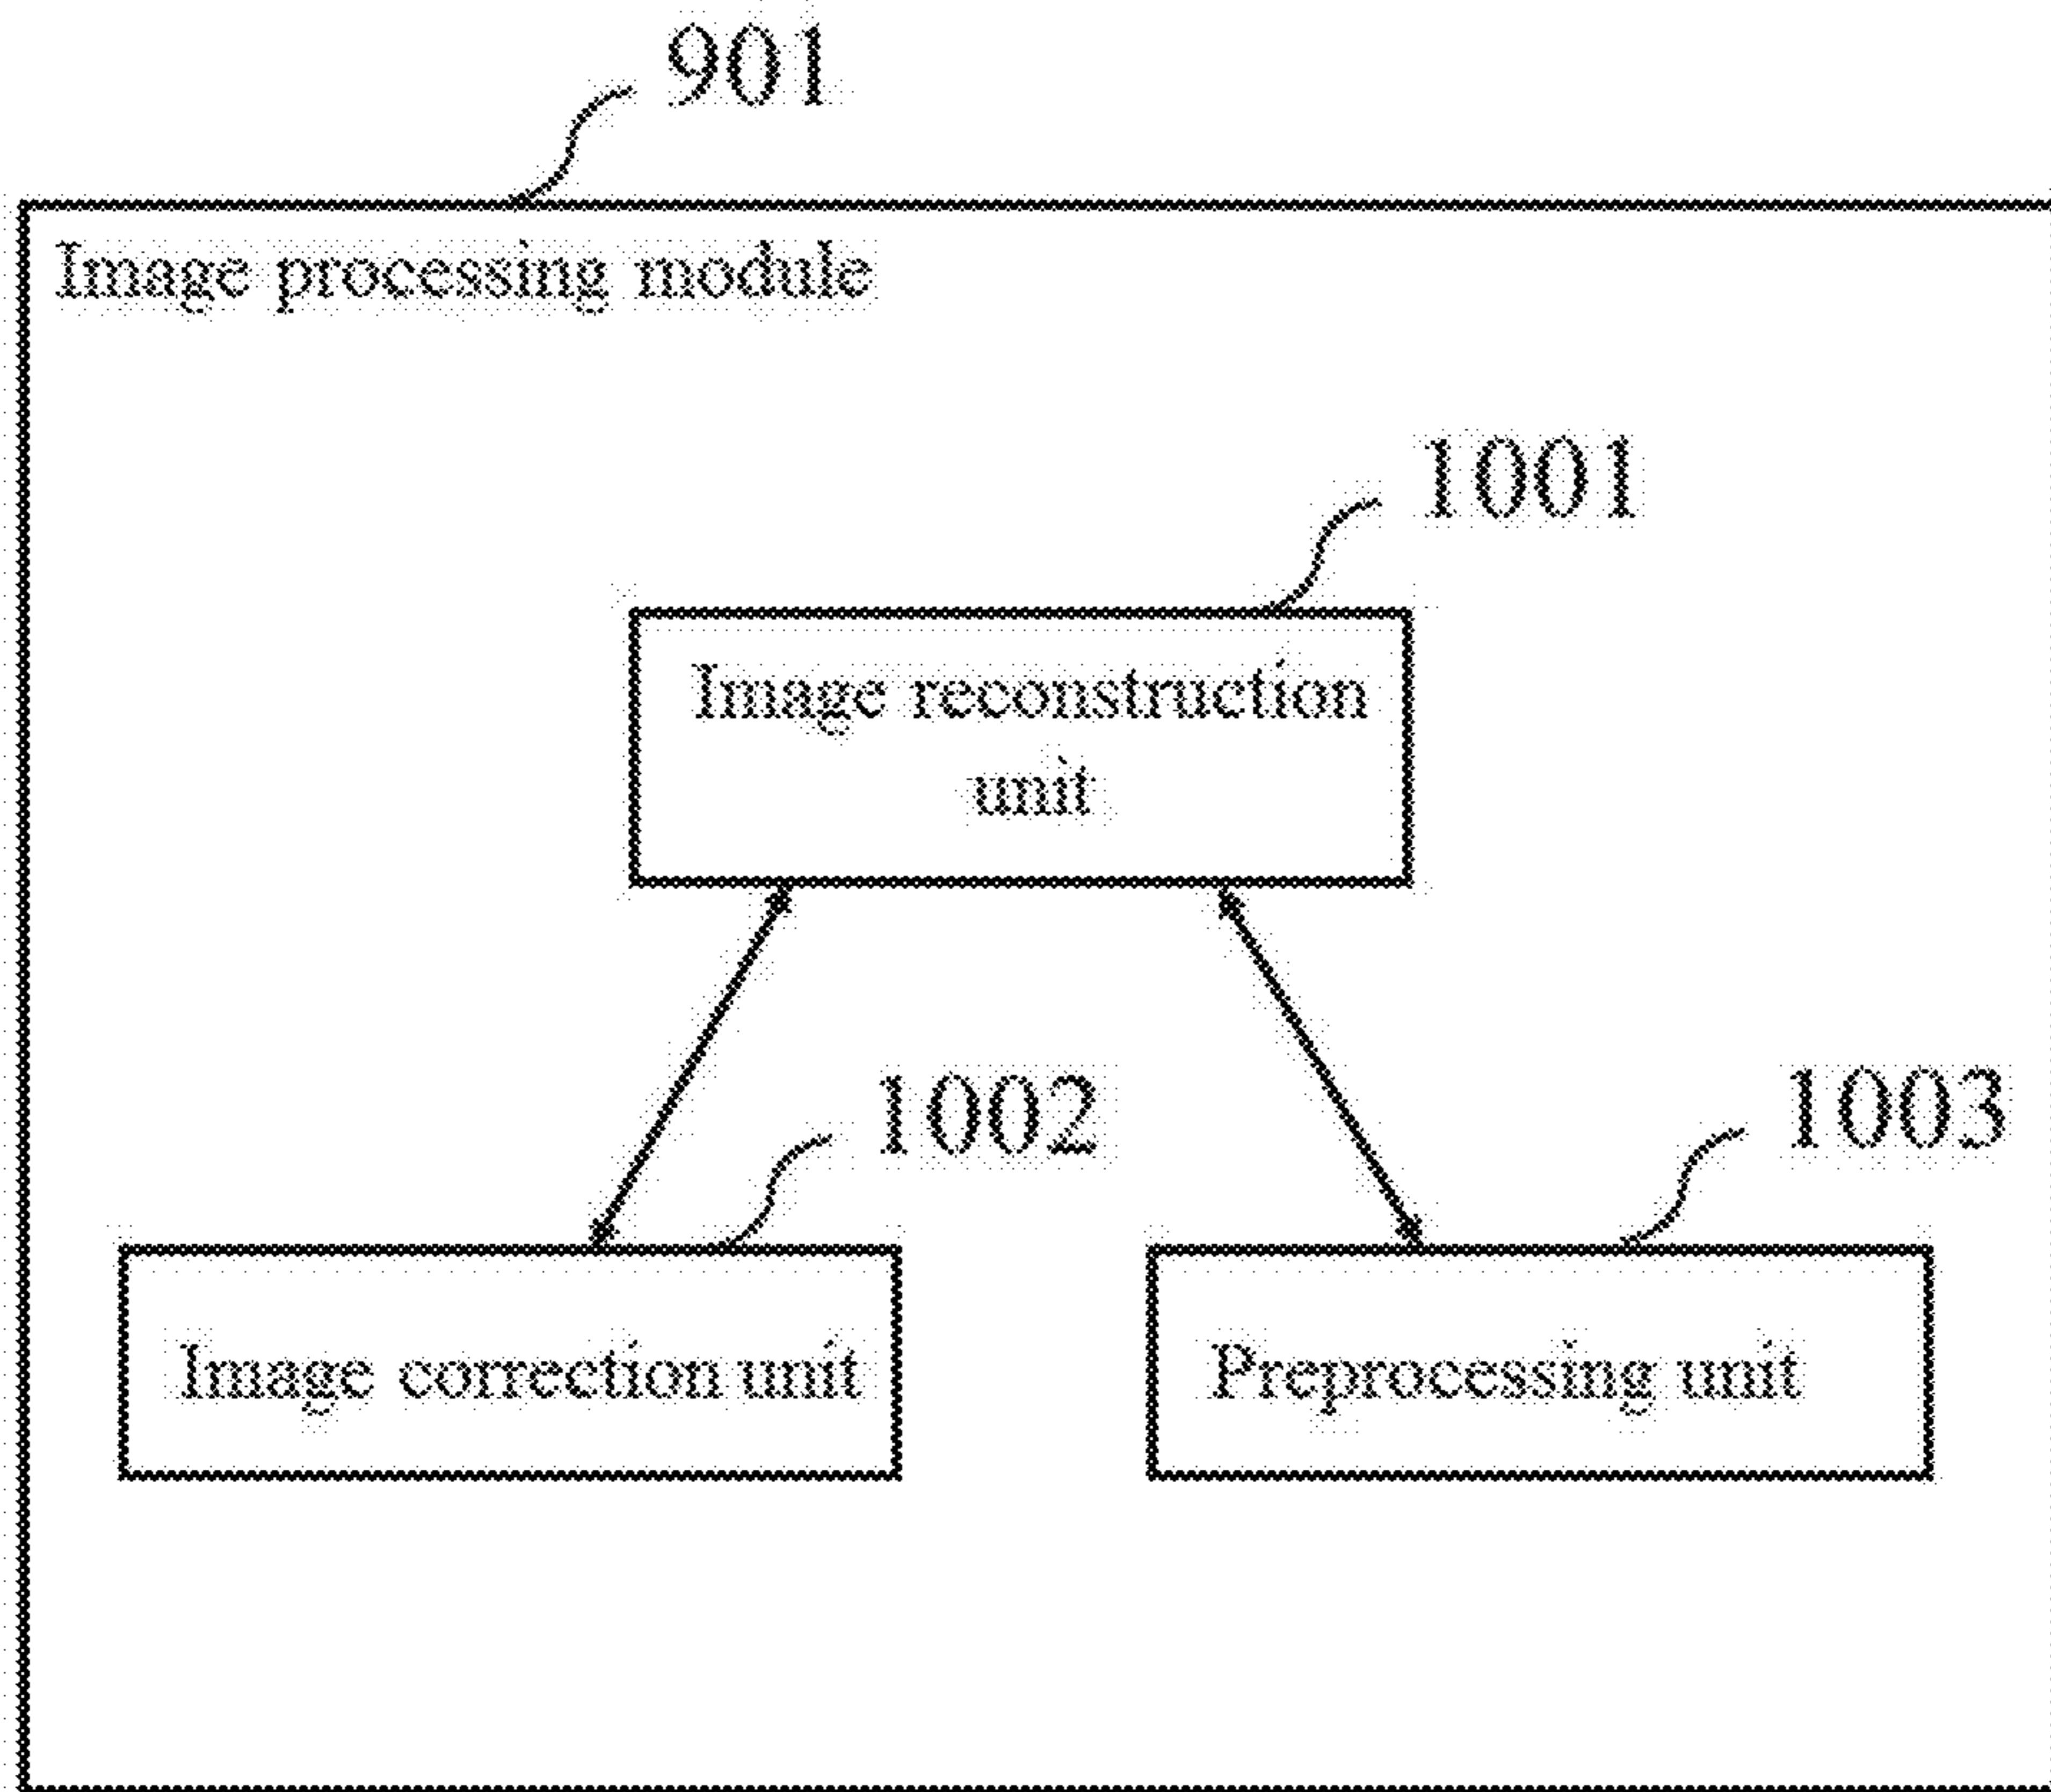 901
Image processing module
1001
Image reconstruction
unit
1002
1003
Image correction unit
Preprocessing unit